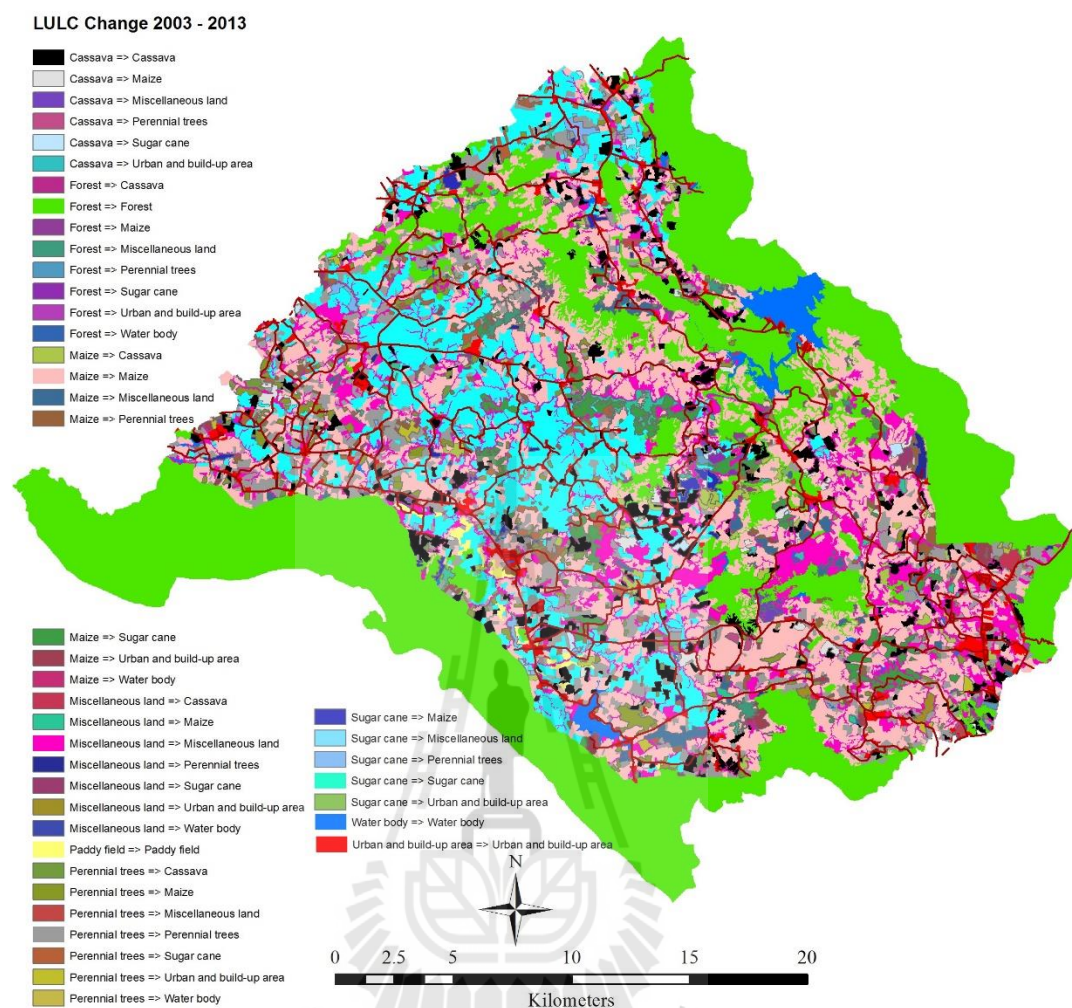 LULC Change 2003 - 2013
Cassava => Cassava
Cassava => Maize
Cassava => Miscellaneous land
Cassava => Perennial trees
Cassava => Sugar cane
Cassava => Urban and build-up area
Forest => Cassava
Forest => Forest
Forest => Maize
Forest => Miscellaneous land
Forest => Perennial trees
Forest => Sugar cane
Forest => Urban and build-up area
Forest => Water body
Maize => Cassava
Maize => Maize
Maize => Miscellaneous land
Maize => Perennial trees
Maize => Sugar cane
Maize => Urban and build-up area
Maize => Water body
Miscellaneous land => Cassava
Miscellaneous land => Maize
Miscellaneous land => Miscellaneous land
Miscellaneous land => Perennial trees
Miscellaneous land => Sugar cane
Miscellaneous land => Urban and build-up area
Miscellaneous land => Water body
Paddy field => Paddy field
Perennial trees => Cassava
Perennial trees => Maize
Perennial trees => Miscellaneous land
Perennial trees => Perennial trees
Perennial trees => Sugar cane
Perennial trees => Urban and build-up area
Perennial trees => Water body
Sugar cane => Maize
Sugar cane => Miscellaneous land
Sugar cane => Perennial trees
Sugar cane => Sugar cane
Sugar cane => Urban and build-up area
Water body => Water body
Urban and build-up area => Urban and build-up area
N
0 2.5 5 10 15 20
Kilometers